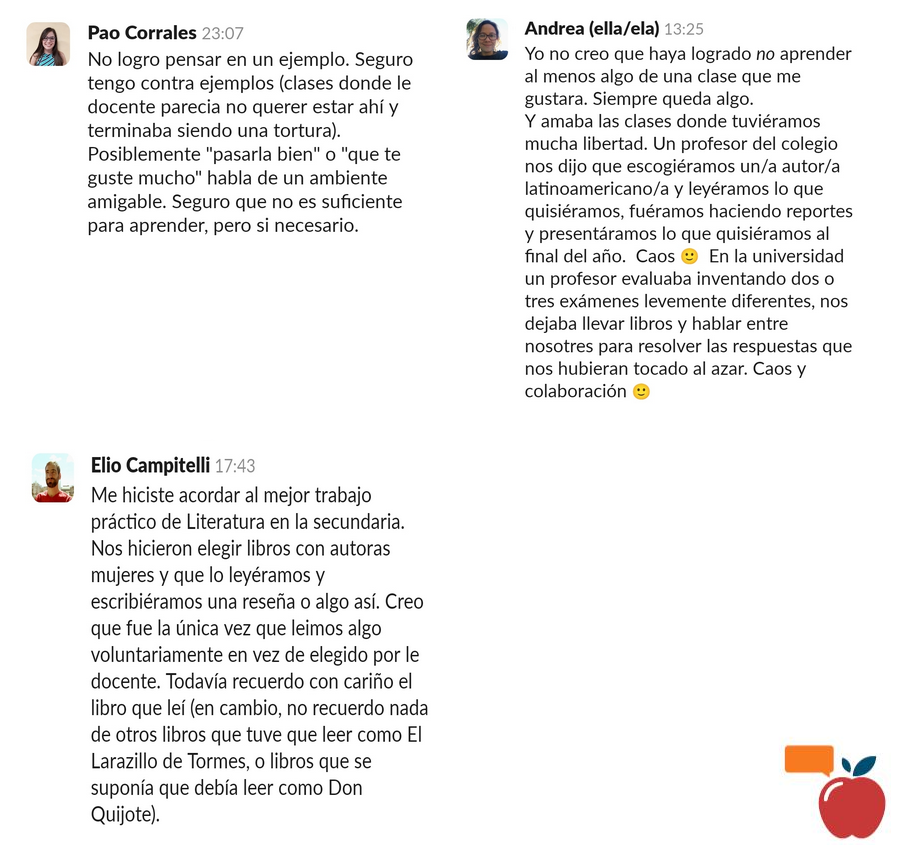 Pao Corrales 23:07
No logro pensar en un ejemplo. Seguro
tengo contra ejemplos (clases donde le
docente parecia no querer estar ahí y
terminaba siendo una tortura).
Posiblemente "pasarla bien" o "que te
guste mucho" habla de un ambiente
amigable. Seguro que no es suficiente
para aprender, pero si necesario.
Andrea (ella/ela) 13:25
Yo no creo que haya logrado no aprender
al menos algo de una clase que me
gustara. Siempre queda algo.
Y amaba las clases donde tuviéramos
mucha libertad. Un profesor del colegio
nos dijo que escogiéramos un/a autor/a
latinoamericano/a y leyéramos lo que
quisiéramos, fuéramos haciendo reportes
y presentáramos lo que quisiéramos al
final del año. Caos 🙂 En la universidad
un profesor evaluaba inventando dos o
tres exámenes levemente diferentes, nos
dejaba llevar libros y hablar entre
nosotres para resolver las respuestas que
nos hubieran tocado al azar. Caos y
colaboración 🙂
Elio Campitelli 17:43
Me hiciste acordar al mejor trabajo
práctico de Literatura en la secundaria.
Nos hicieron elegir libros con autoras
mujeres y que lo leyéramos y
escribiéramos una reseña o algo así. Creo
que fue la única vez que leimos algo
voluntariamente en vez de elegido por le
docente. Todavía recuerdo con cariño el
libro que leí (en cambio, no recuerdo nada
de otros libros que tuve que leer como El
Larazillo de Tormes, o libros que se
suponía que debía leer como Don
Quijote).